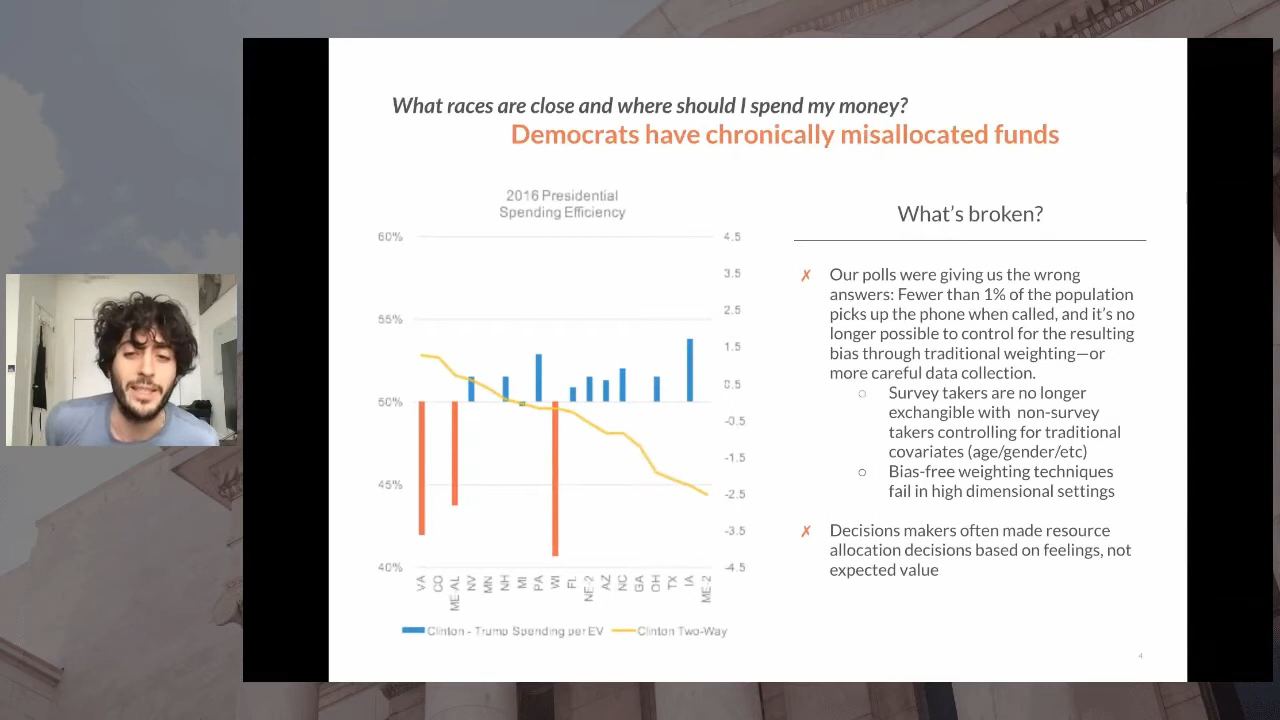 What races are close and where should I spend my money?
Democrats have chronically misallocated funds
2016 Presidential
Spending Efficiency
60%
55%
50%
45%
40%
4.5
3.5
2.5
1.5
0.5
-0.5
-1.5
-2.5
-3.5
-4.5
VA
CO
ME-AL
NV
MN
NH
MI
PA
WI
FL
NE-2
AZ
NC
GA
OH
TX
IA
ME-2
Clinton - Trump Spending per EV
Clinton Two-Way
What's broken?
✗ Our polls were giving us the wrong
answers: Fewer than 1% of the population
picks up the phone when called, and it's no
longer possible to control for the resulting
bias through traditional weighting—or
more careful data collection.
○ Survey takers are no longer
exchangible with non-survey
takers controlling for traditional
covariates (age/gender/etc)
○ Bias-free weighting techniques
fail in high dimensional settings
✗ Decisions makers often made resource
allocation decisions based on feelings, not
expected value
4